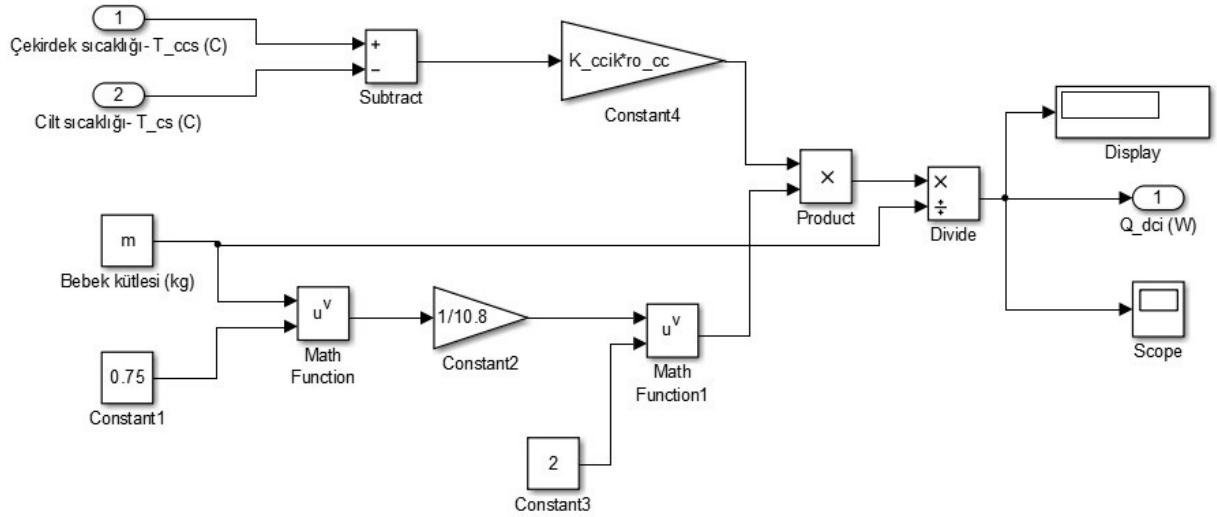 1
Çekirdek sıcaklığı- T_ccs (C)
2
Cilt sıcaklığı- T_cs (C)
+
−
Subtract
K_ccik*ro_cc
Constant4
×
Product
×
÷
Divide
Display
1
Q_dci (W)
Scope
m
Bebek kütlesi (kg)
0.75
Constant1
u^v
Math
Function
1/10.8
Constant2
u^v
Math
Function1
2
Constant3